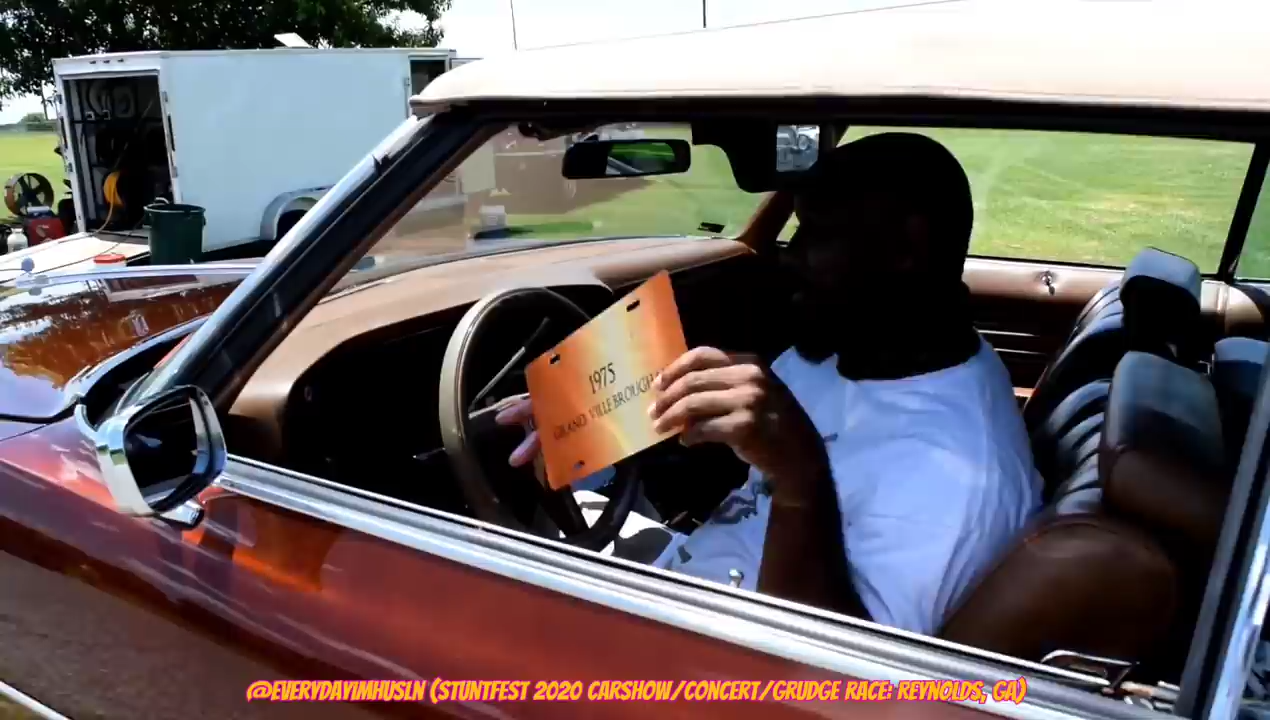 1975
GRAND VILLE BROUGHAM
@EVERYDAYIMHUSLN (STUNTFEST 2020 CARSHOW/CONCERT/GRUDGE RACE: REYNOLDS, GA)